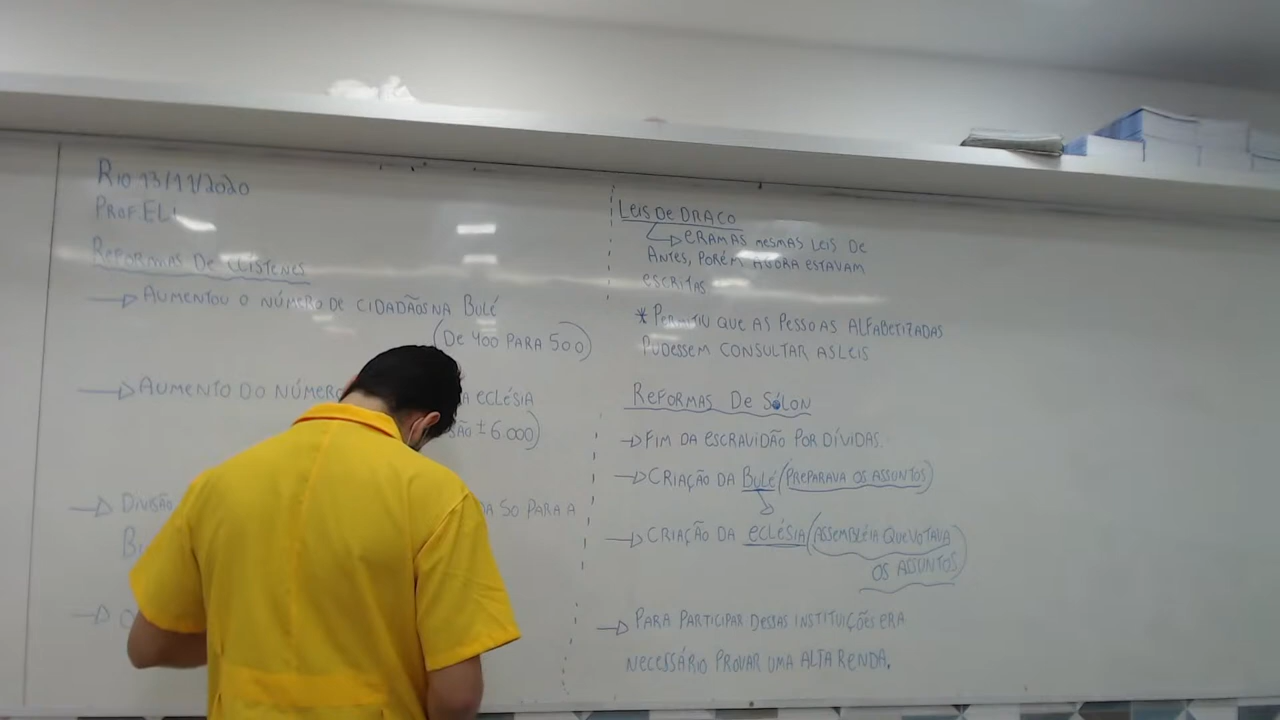 RIO 13/11/2020
PROF. ELI
REFORMAS DE CLISTENES
AUMENTOU O NÚMERO DE CIDADÃOS NA BULÉ
(DE 400 PARA 500)
AUMENTO DO NÚMERO A ECLÉSIA
± 6.000)
DIVISÃO 50 PARA A
LEIS DE DRACO
ERAM AS MESMAS LEIS DE
ANTES, PORÉM AGORA ESTAVAM
ESCRITAS
* PERMITIU QUE AS PESSOAS ALFABETIZADAS
PUDESSEM CONSULTAR AS LEIS
REFORMAS DE SÓLON
FIM DA ESCRAVIDÃO POR DÍVIDAS.
CRIAÇÃO DA BULÉ (PREPARAVA OS ASSUNTOS)
CRIAÇÃO DA ECLÉSIA (ASSEMBLÉIA QUE VOTAVA
OS ASSUNTOS)
PARA PARTICIPAR DESSAS INSTITUIÇÕES ERA
NECESSÁRIO PROVAR UMA ALTA RENDA.